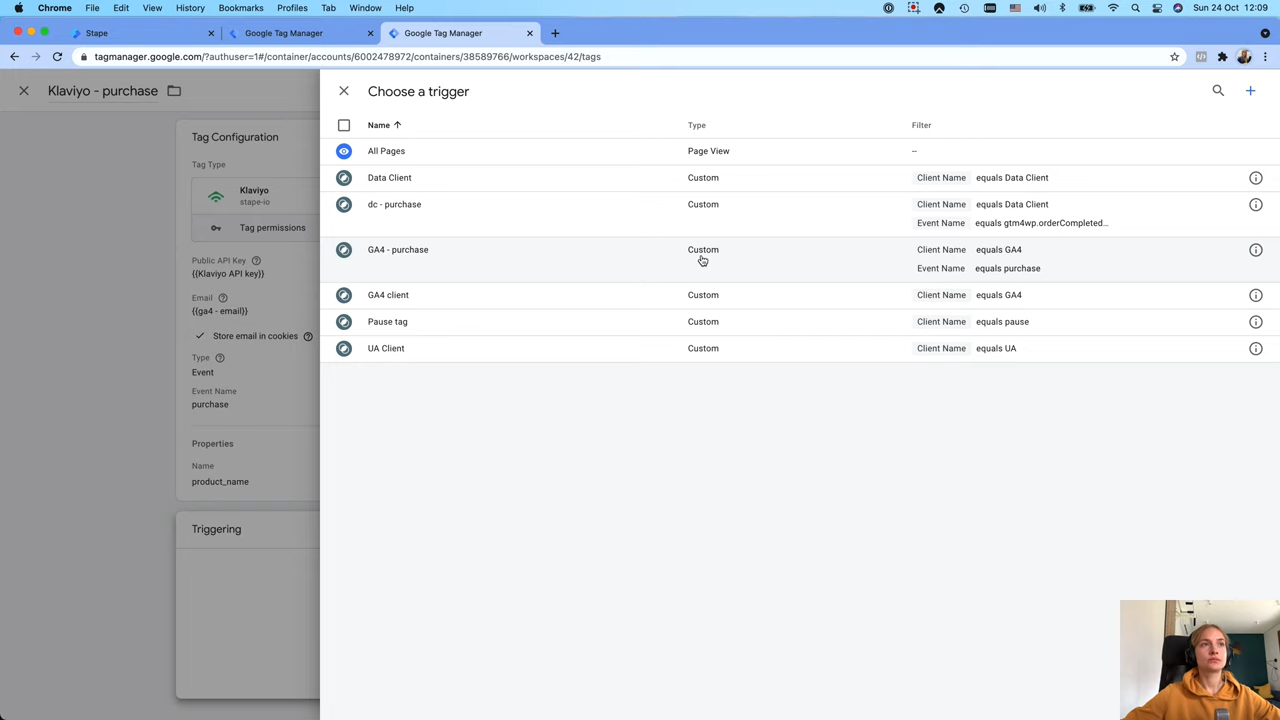 File Edit View History Bookmarks Profiles Tab Window Help Sun 24 Oct 12:09
Stape Google Tag Manager Google Tag Manager
tagmanager.google.com/?authuser=1#/container/accounts/6002478972/containers/38589766/workspaces/42/tags
Klaviyo - purchase
Choose a trigger
Name Type Filter
All Pages Page View --
Data Client Custom Client Name equals Data Client
dc - purchase Custom Client Name equals Data Client
Event Name equals gtm4wp.orderCompleted...
GA4 - purchase Custom Client Name equals GA4
Event Name equals purchase
GA4 client Custom Client Name equals GA4
Pause tag Custom Client Name equals pause
UA Client Custom Client Name equals UA
Tag Configuration
Tag Type
Klaviyo
stape-io
Tag permissions
Public API Key
{{Klaviyo API key}}
Email
{{ga4 - email}}
Store email in cookies
Type
Event
Event Name
purchase
Properties
Name
product_name
Triggering